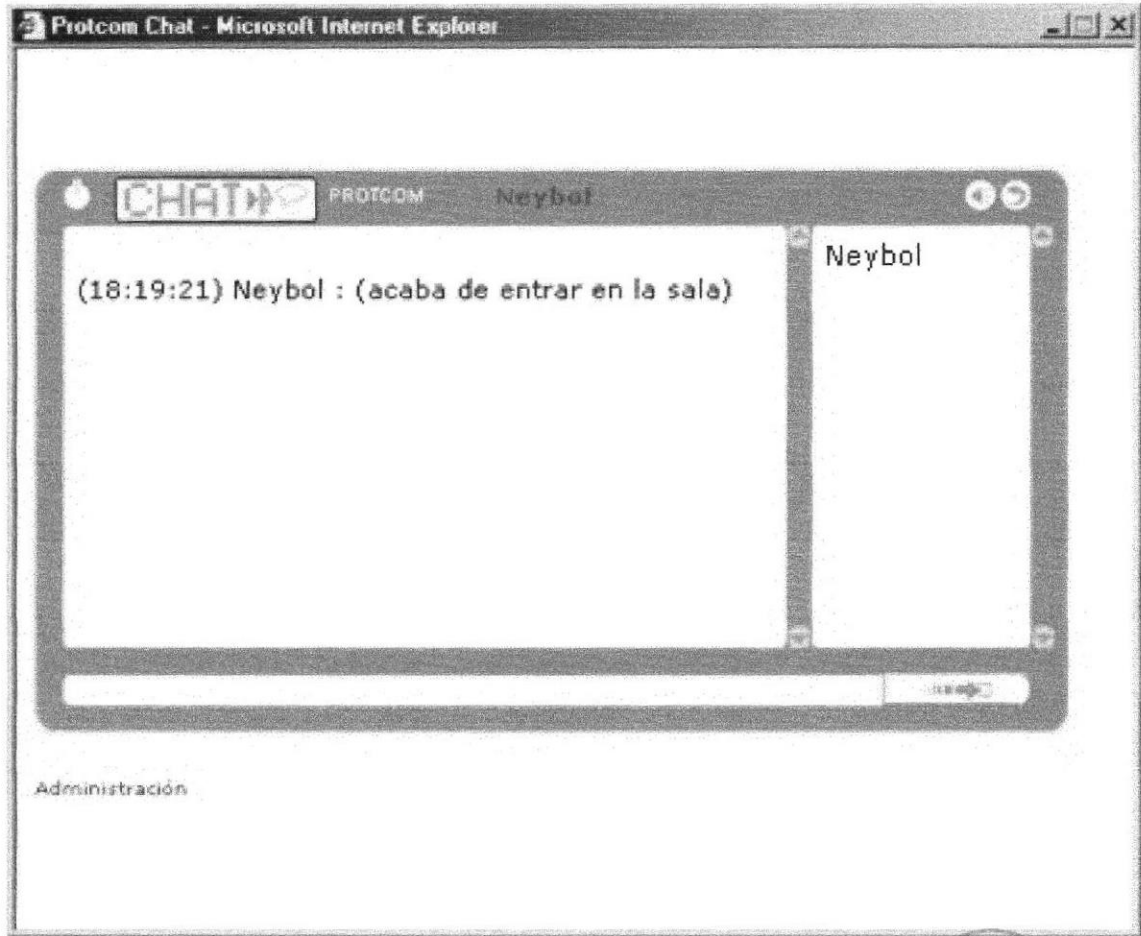 Protcom Chat - Microsoft Internet Explorer
CHAT PROTCOM Neybol
Neybol
(18:19:21) Neybol : (acaba de entrar en la sala)
Administración